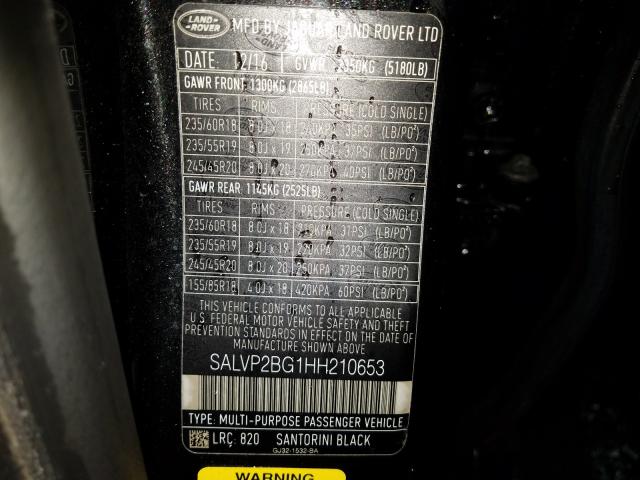 LAND ROVER
MFD BY JAGUAR LAND ROVER LTD
DATE: 12/16 GVWR 2350KG (5180LB)
GAWR FRONT: 1300KG (2865LB)
TIRES RIMS PRESSURE (COLD SINGLE)
235/60R18 8.0J x 18 240KPA 35PSI (LB/PO²)
235/55R19 8.0J x 19 250KPA 37PSI (LB/PO²)
245/45R20 8.0J x 20 270KPA 40PSI (LB/PO²)
GAWR REAR: 1145KG (2525LB)
TIRES RIMS PRESSURE (COLD SINGLE)
235/60R18 8.0J x 18 31PSI (LB/PO²)
235/55R19 8.0J x 19 32PSI (LB/PO²)
245/45R20 8.0J x 20 250KPA 37PSI (LB/PO²)
155/85R18 4.0J x 18 420KPA 60PSI (LB/PO²)
THIS VEHICLE CONFORMS TO ALL APPLICABLE
U.S. FEDERAL MOTOR VEHICLE SAFETY AND THEFT
PREVENTION STANDARDS IN EFFECT ON THE DATE OF
MANUFACTURE SHOWN ABOVE.
SALVP2BG1HH210653
TYPE: MULTI-PURPOSE PASSENGER VEHICLE
LRC: 820 SANTORINI BLACK
GJ32-1532-BA
WARNING